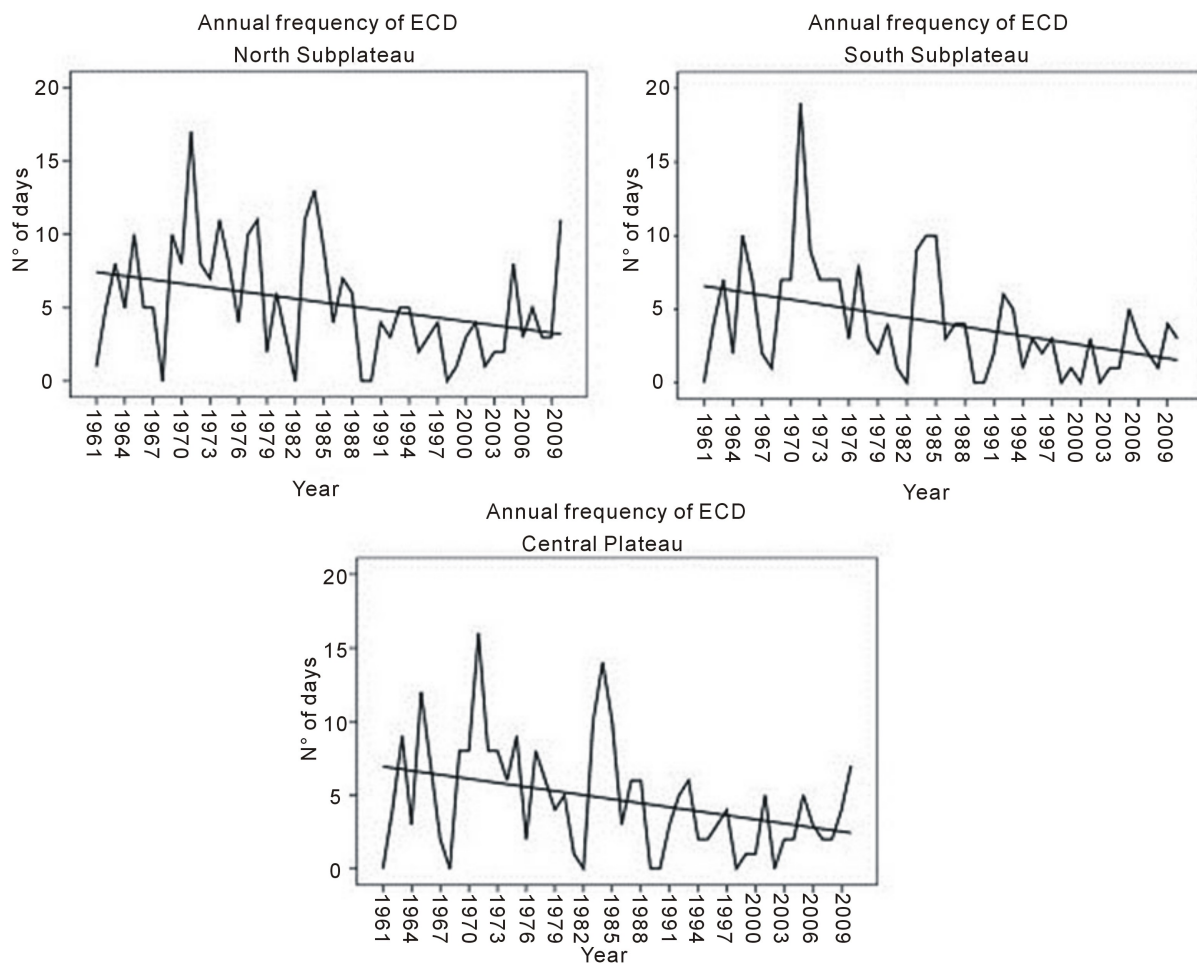 Annual frequency of ECD
North Subplateau
20
15
10
5
0
N° of days
1961 1964 1967 1970 1973 1976 1979 1982 1985 1988 1991 1994 1997 2000 2003 2006 2009
Year
Annual frequency of ECD
South Subplateau
20
15
10
5
0
N° of days
1961 1964 1967 1970 1973 1976 1979 1982 1985 1988 1991 1994 1997 2000 2003 2006 2009
Year
Annual frequency of ECD
Central Plateau
20
15
10
5
0
N° of days
1961 1964 1967 1970 1973 1976 1979 1982 1985 1988 1991 1994 1997 2000 2003 2006 2009
Year